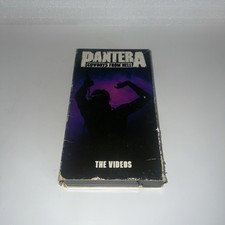 PANTERA
COWBOYS FROM HELL
THE VIDEOS